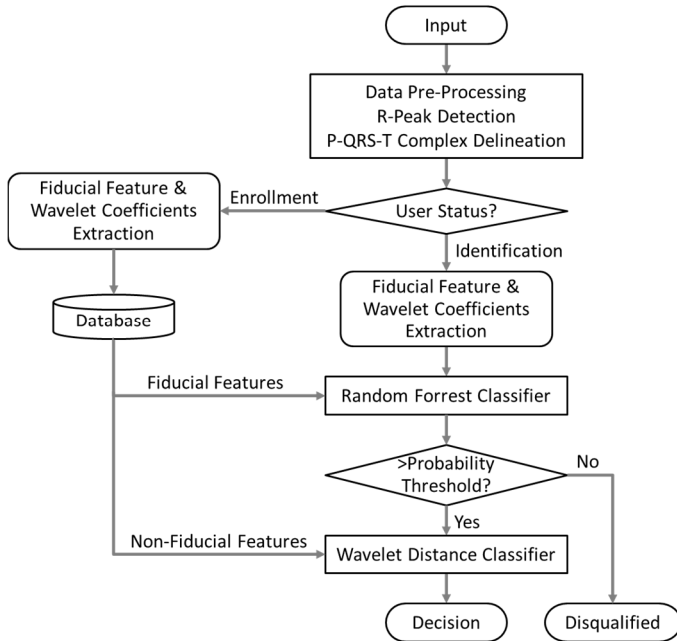 Input
Data Pre-Processing
R-Peak Detection
P-QRS-T Complex Delineation
User Status?
Enrollment
Fiducial Feature &
Wavelet Coefficients
Extraction
Identification
Fiducial Feature &
Wavelet Coefficients
Extraction
Database
Fiducial Features
Random Forrest Classifier
>Probability
Threshold?
No
Yes
Non-Fiducial Features
Wavelet Distance Classifier
Decision
Disqualified